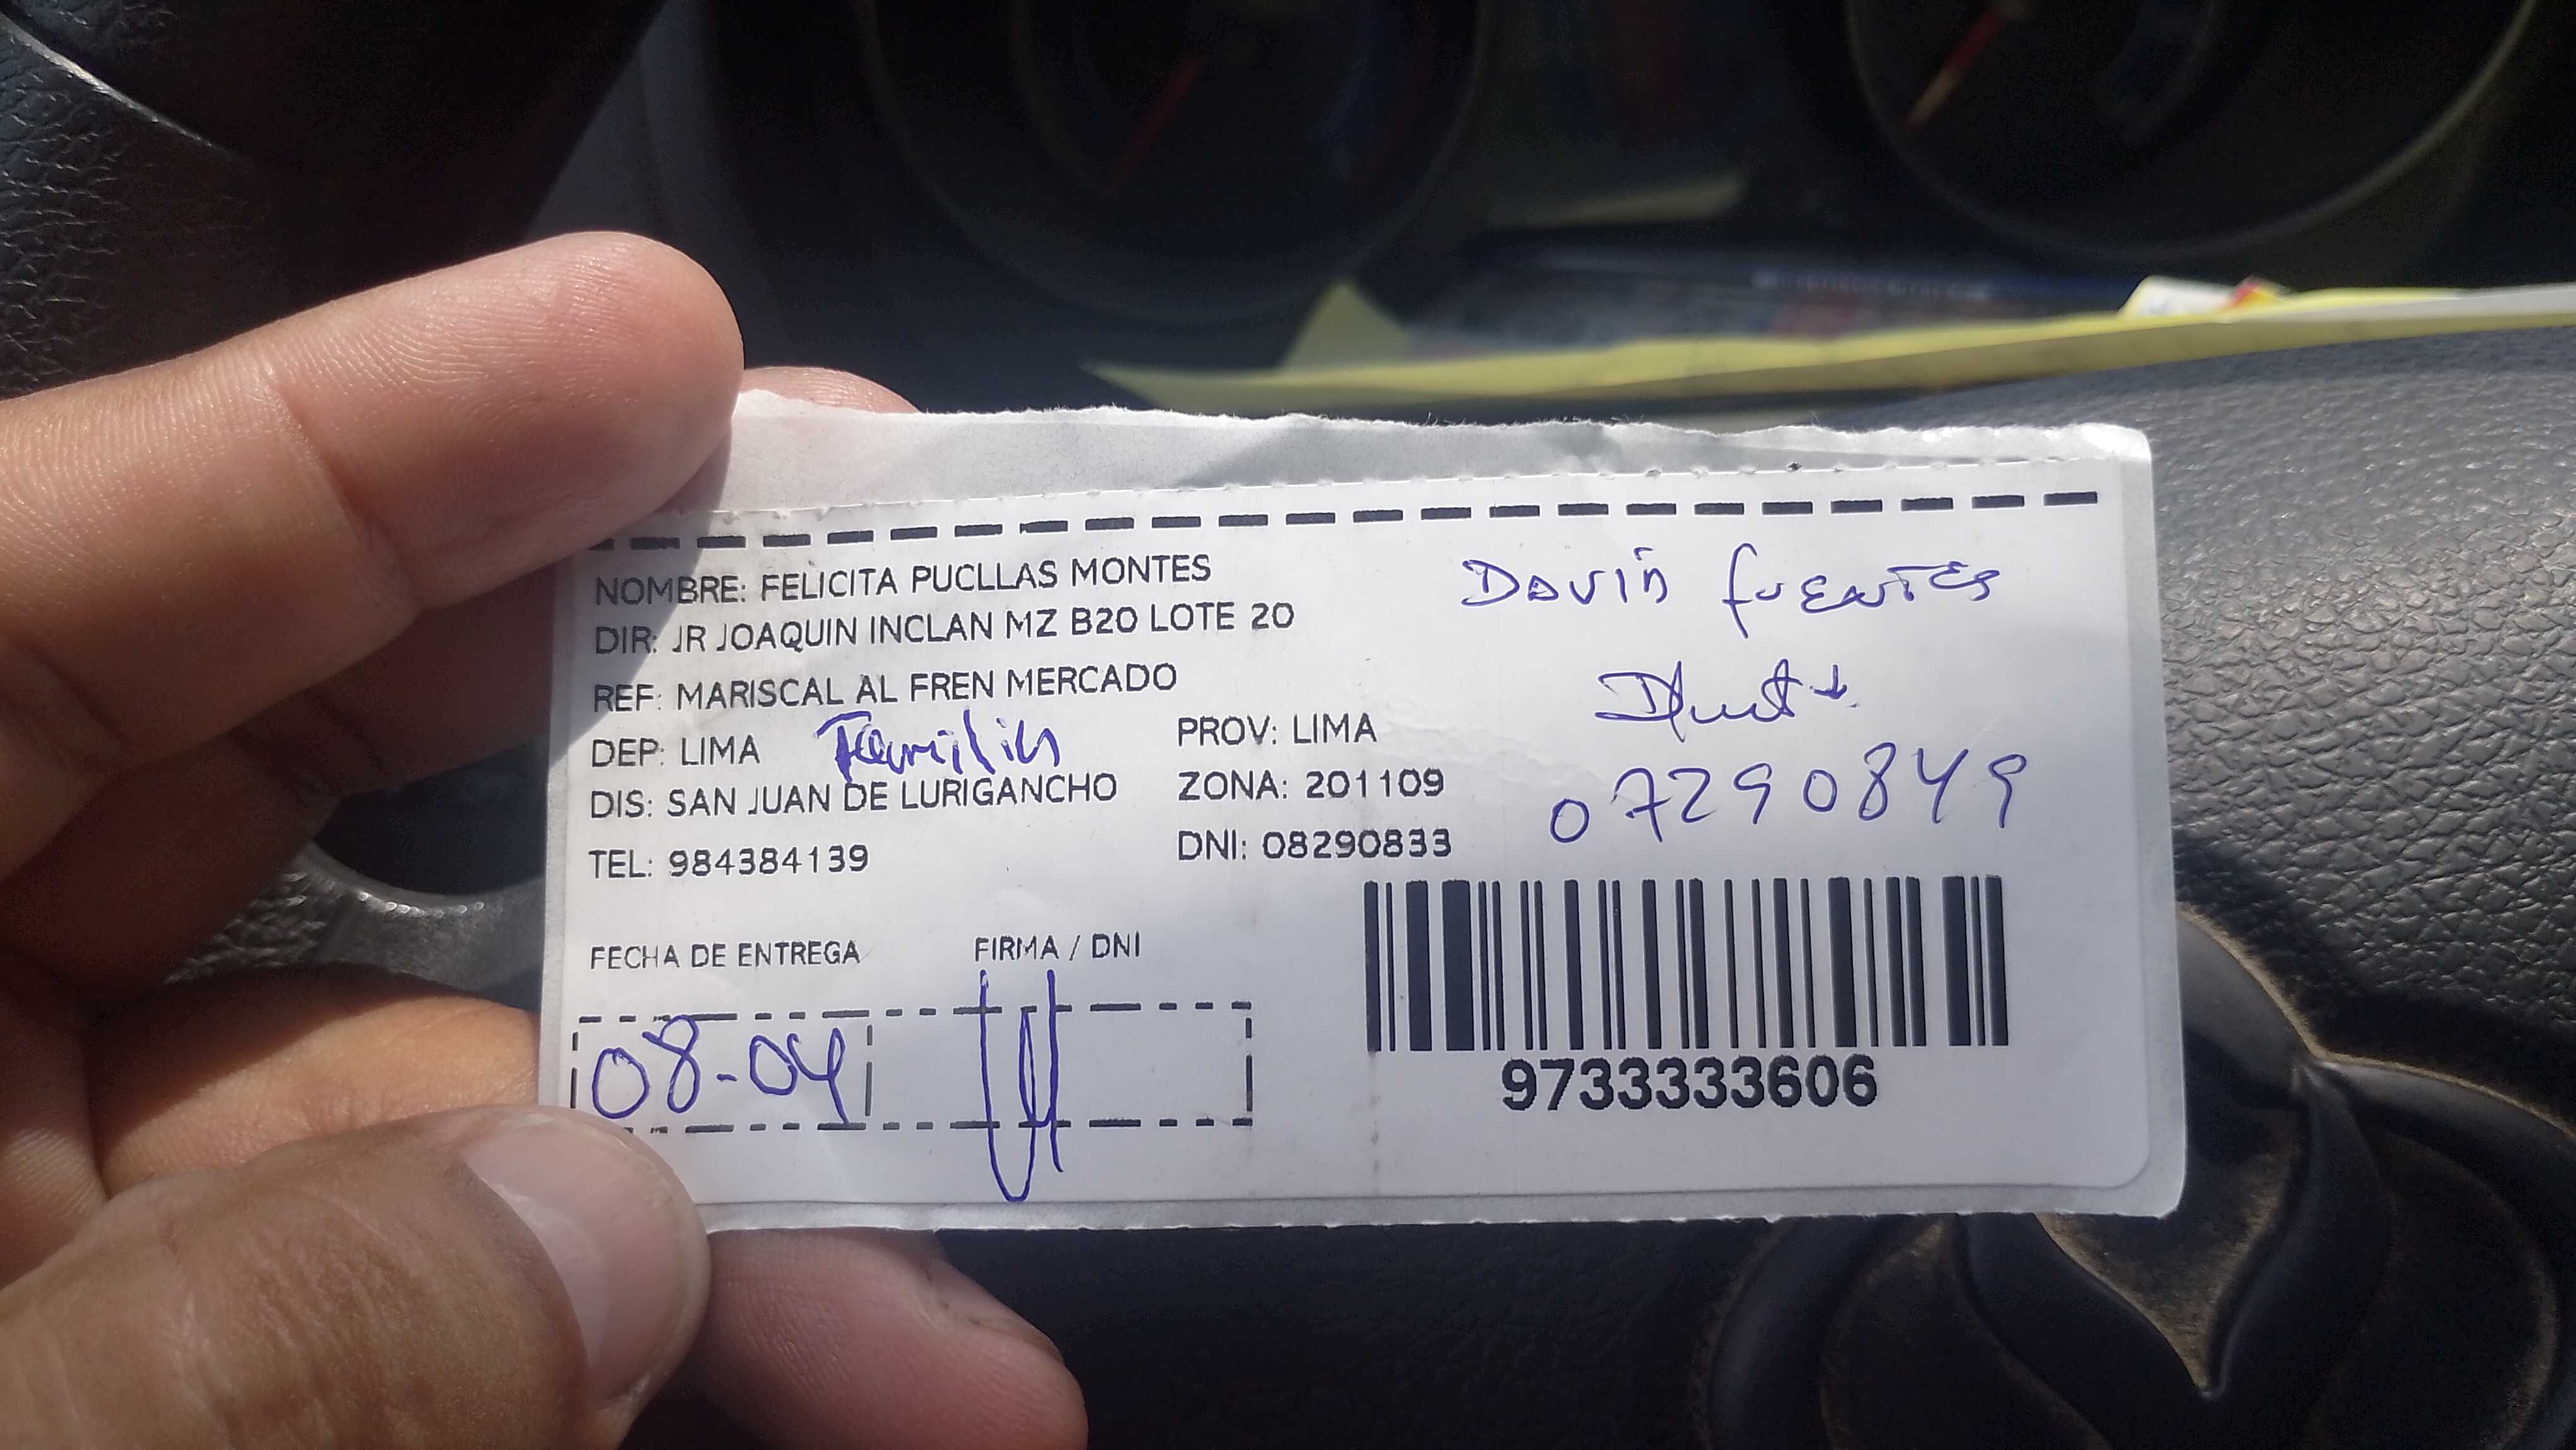 NOMBRE: FELICITA PUCLLAS MONTES
DIR: JR JOAQUIN INCLAN MZ B20 LOTE 20
REF: MARISCAL AL FREN MERCADO
DEP: LIMA
Familia
PROV: LIMA
DIS: SAN JUAN DE LURIGANCHO
ZONA: 201109
TEL: 984384139
DNI: 08290833
FECHA DE ENTREGA
FIRMA / DNI
08-04
David fuentes
07290849
9733333606